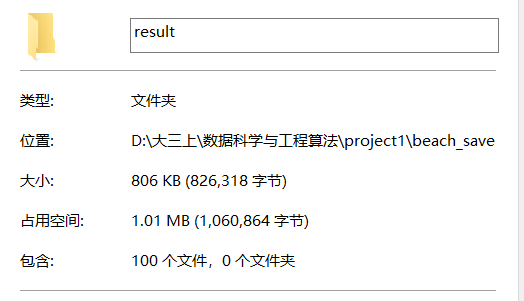 result
类型: 文件夹
位置: D:\大三上\数据科学与工程算法\project1\beach_save
大小: 806 KB (826,318 字节)
占用空间: 1.01 MB (1,060,864 字节)
包含: 100 个文件，0 个文件夹